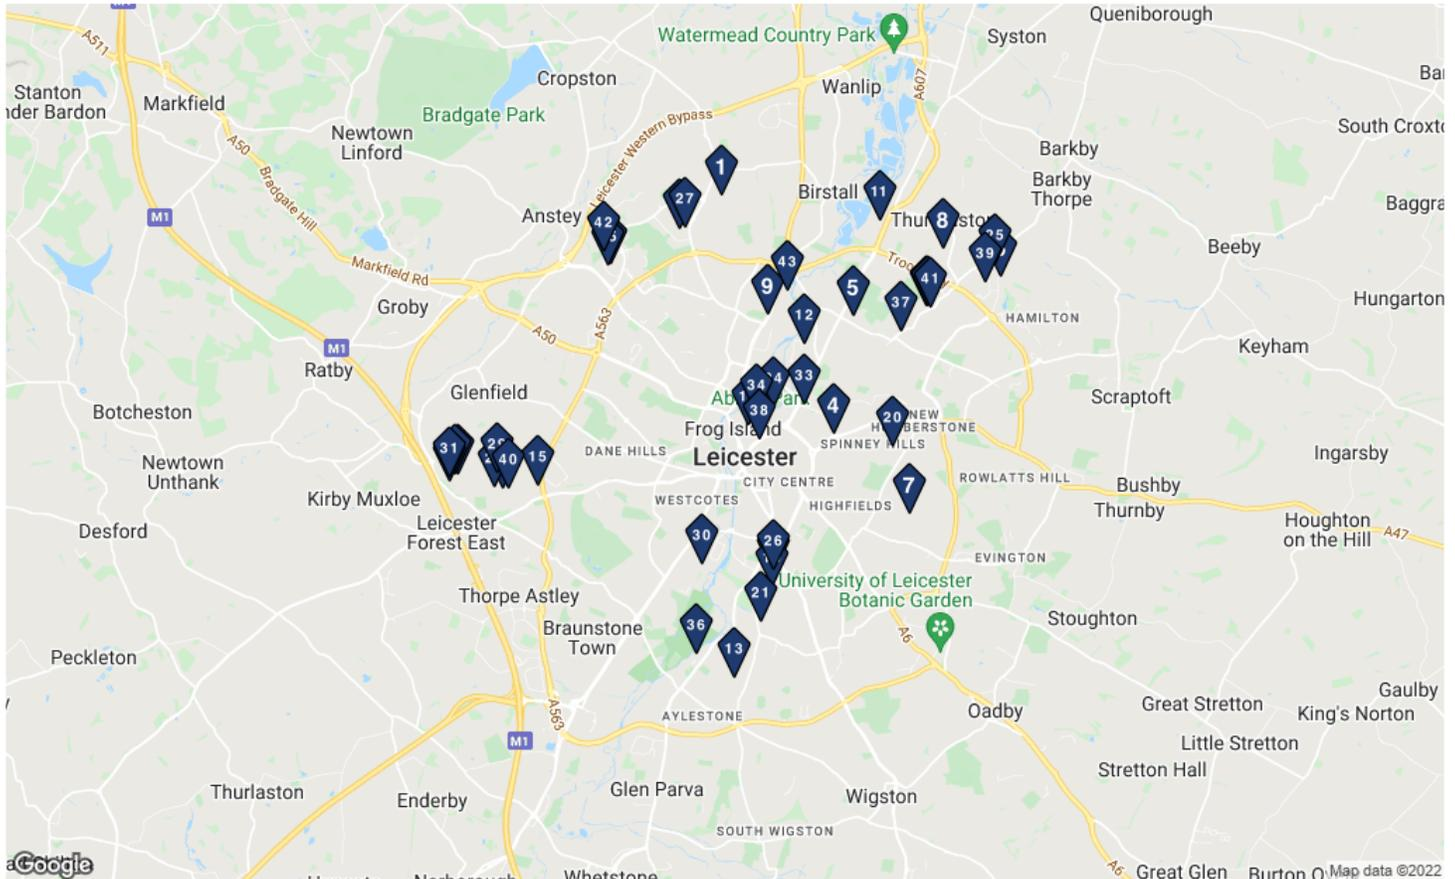 Queniborough
Watermead Country Park
Syston
A511
Cropston
Wanlip
A607
Stanton
Markfield
Bradgate Park
Leicester Western Bypass
Newtown
Linford
A50
South Croxt
Barkby
1
Bradgate Hill
Barkby
Thorpe
Birstall
11
27
M1
Anstey
42
8
25
Baggra
Beeby
39
43
Markfield Rd
41
9
5
37
Groby
12
Hungarton
HAMILTON
A563
A50
M1
Ratby
Keyham
33
34
Glenfield
Scraptoft
4
Botcheston
38
20
NEW
Frog Island
SPINNEY HILLS
31
40
15
DANE HILLS
Leicester
Ingarsby
Newtown
Unthank
CITY CENTRE
ROWLATTS HILL
7
Bushby
Kirby Muxloe
WESTCOTES
HIGHFIELDS
Thurnby
Desford
Leicester
Forest East
Houghton
on the Hill
A47
30
26
EVINGTON
University of Leicester
Botanic Garden
21
Thorpe Astley
Stoughton
36
Braunstone
Town
A6
13
Peckleton
Gaulby
Great Stretton
King's Norton
AYLESTONE
Oadby
A563
M1
Little Stretton
Stretton Hall
Glen Parva
Thurlaston
Enderby
Wigston
SOUTH WIGSTON
Google
A6
Great Glen
Map data ©2022
Whetstone